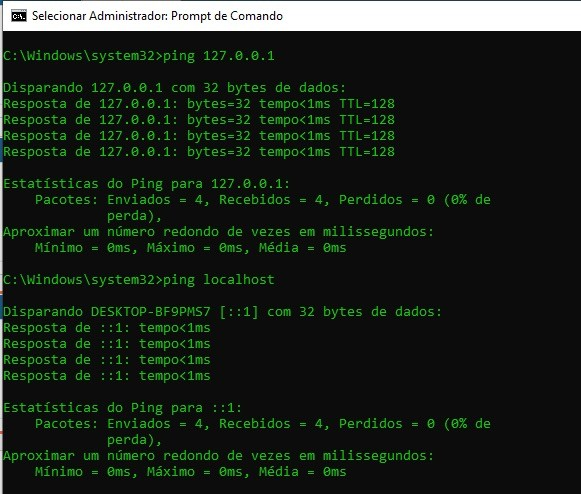 Selecionar Administrador: Prompt de Comando
C:\Windows\system32>ping 127.0.0.1
Disparando 127.0.0.1 com 32 bytes de dados:
Resposta de 127.0.0.1: bytes=32 tempo<1ms TTL=128
Resposta de 127.0.0.1: bytes=32 tempo<1ms TTL=128
Resposta de 127.0.0.1: bytes=32 tempo<1ms TTL=128
Resposta de 127.0.0.1: bytes=32 tempo<1ms TTL=128
Estatísticas do Ping para 127.0.0.1:
Pacotes: Enviados = 4, Recebidos = 4, Perdidos = 0 (0% de
perda),
Aproximar um número redondo de vezes em milissegundos:
Mínimo = 0ms, Máximo = 0ms, Média = 0ms
C:\Windows\system32>ping localhost
Disparando DESKTOP-BF9PMS7 [::1] com 32 bytes de dados:
Resposta de ::1: tempo<1ms
Resposta de ::1: tempo<1ms
Resposta de ::1: tempo<1ms
Resposta de ::1: tempo<1ms
Estatísticas do Ping para ::1:
Pacotes: Enviados = 4, Recebidos = 4, Perdidos = 0 (0% de
perda),
Aproximar um número redondo de vezes em milissegundos:
Mínimo = 0ms, Máximo = 0ms, Média = 0ms